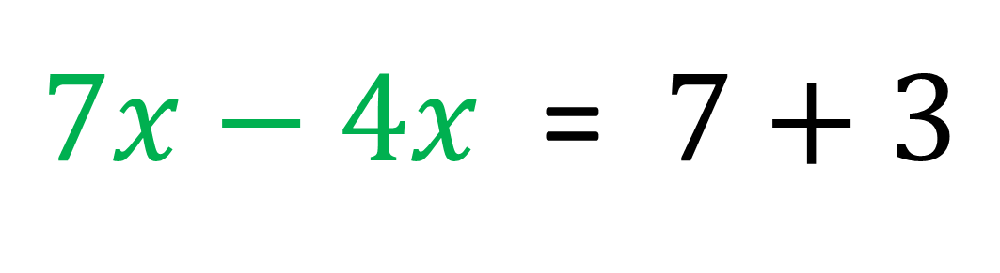 7x − 4x = 7 + 3